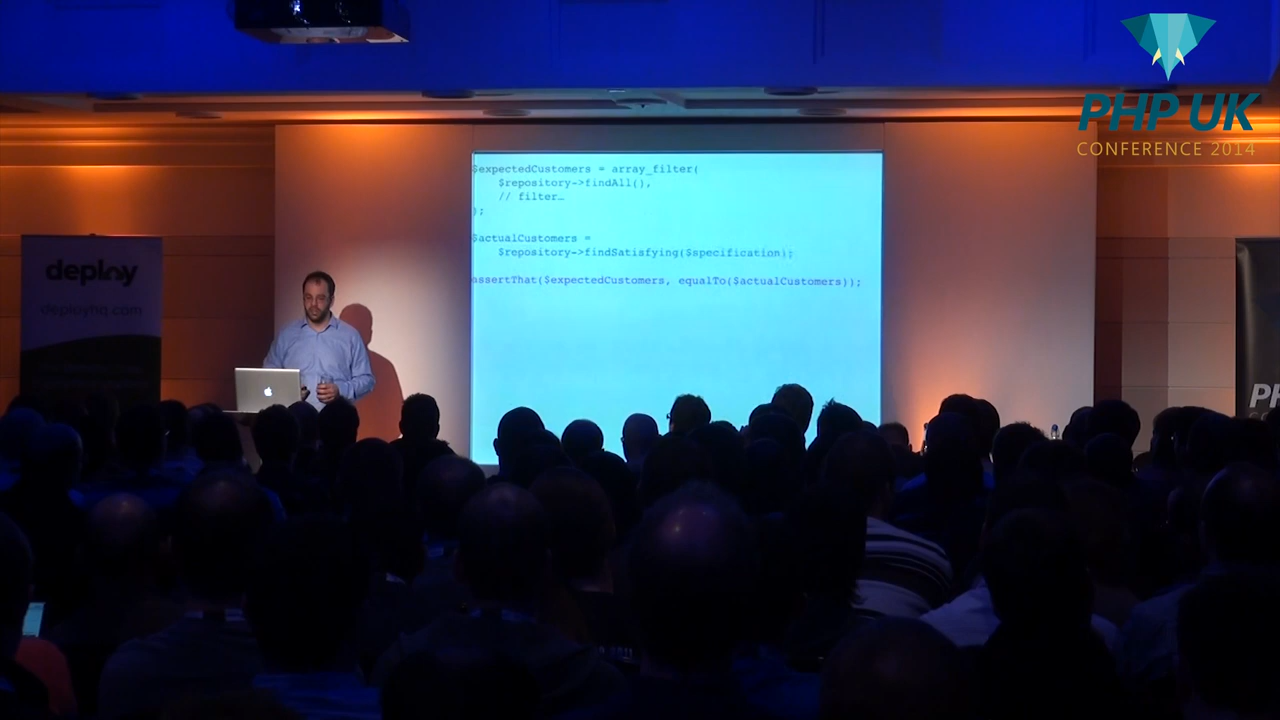 PHP UK
CONFERENCE 2014
$expectedCustomers = array_filter(
$repository->findAll(),
// filter…
);
$actualCustomers =
$repository->findSatisfying($specification);
assertThat($expectedCustomers, equalTo($actualCustomers));
deploy
deployhq.com
PH